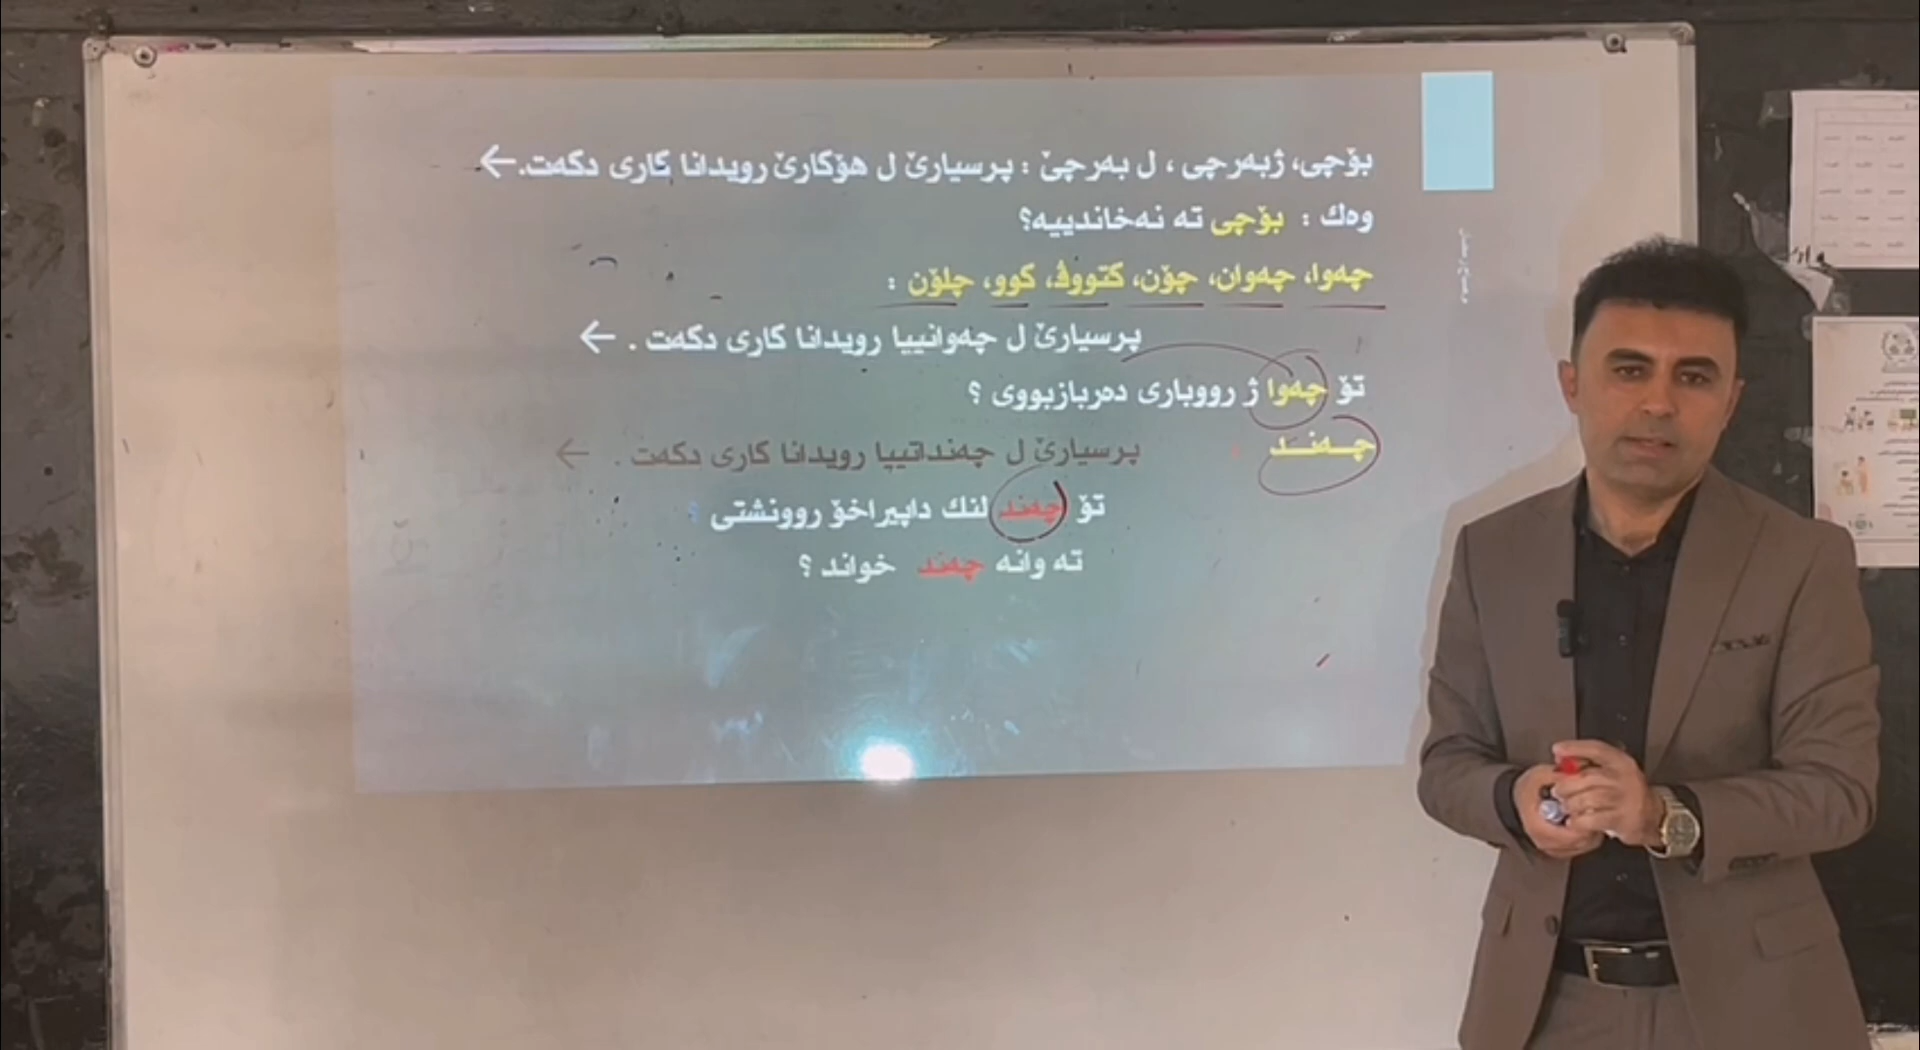 بۆچی، ژبەرچی ، ل بەرچێ : پرسیارێ ل هۆکارێ رویدانا کاری دکەت.←
وەك : بۆچی تە نەخاندییە؟
چەوا، چەوان، چۆن، کتووڤ، کوو، چلۆن :
پرسیارێ ل چەوانییا رویدانا کاری دکەت . ←
تۆ چەوا ژ رووباری دەربازبووی ؟
چـەنـد پرسیارێ ل چەنداتییا رویدانا کاری دکەت . ←
تۆ چەند لنك داپیراخۆ روونشتی ؟
تە وانە چەند خواند ؟